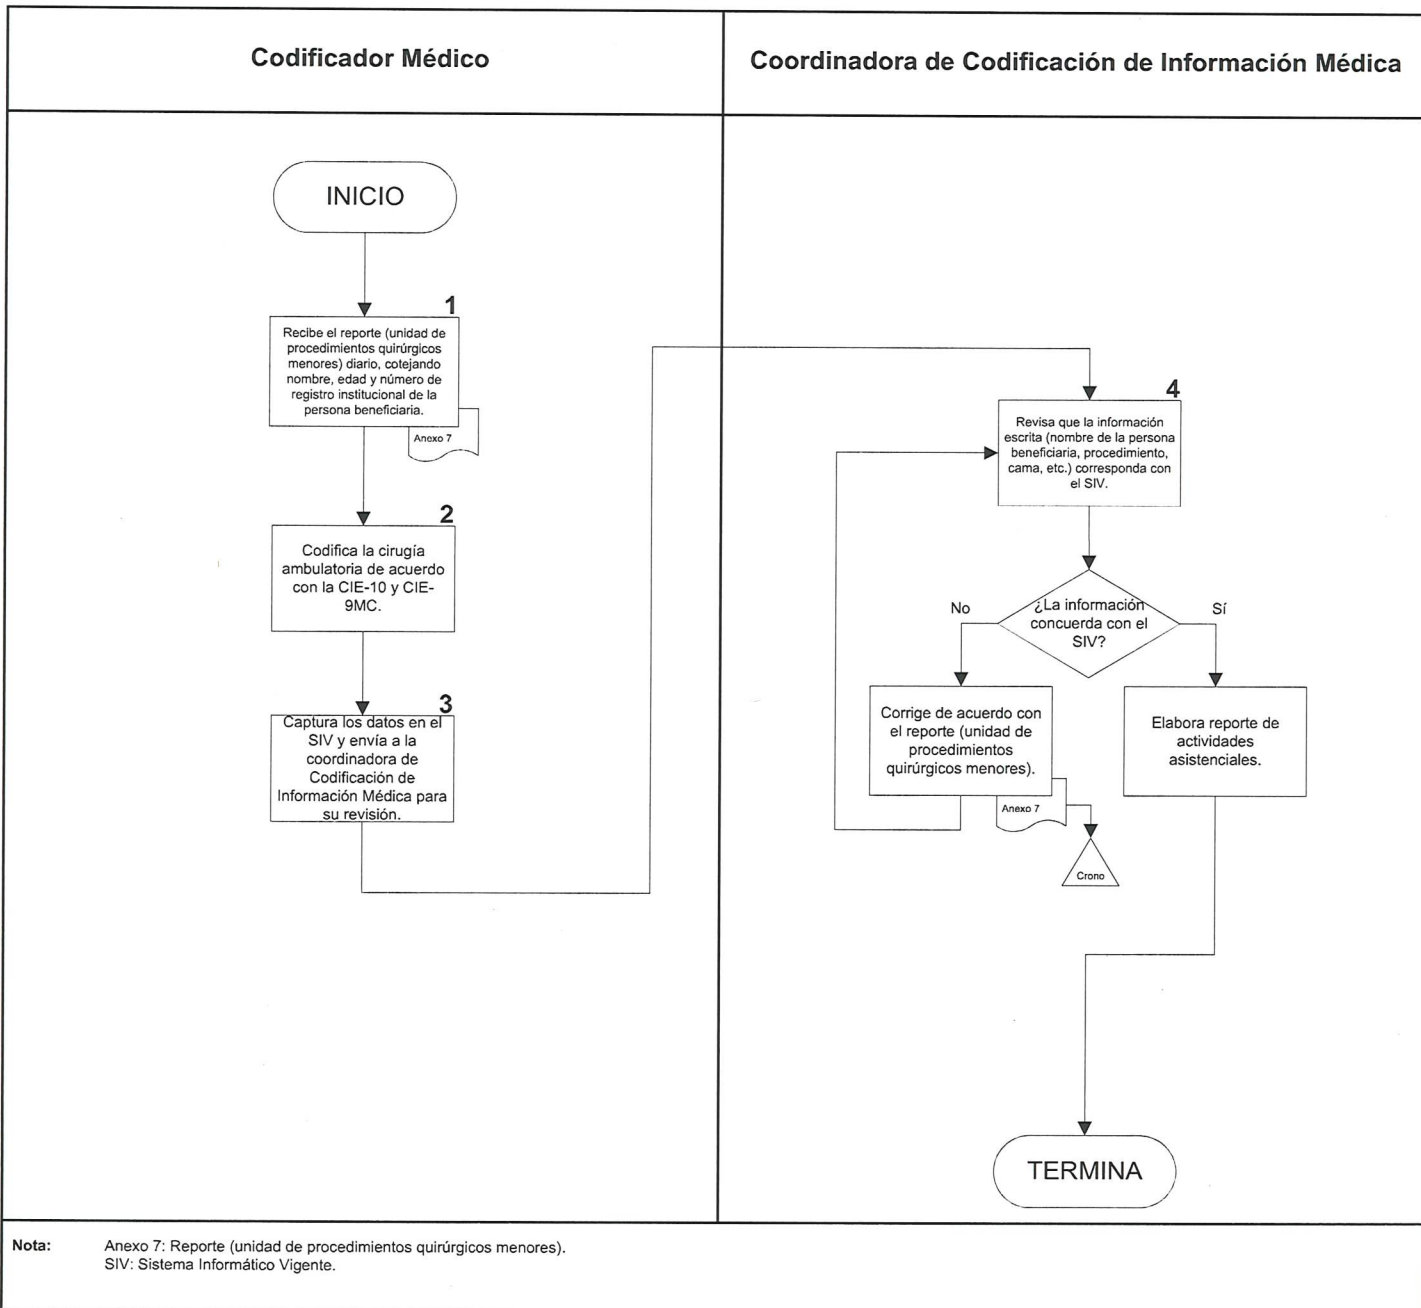 Codificador Médico
Coordinadora de Codificación de Información Médica
INICIO
1
Recibe el reporte (unidad de
procedimientos quirúrgicos
menores) diario, cotejando
nombre, edad y número de
registro institucional de la
persona beneficiaria.
Anexo 7
2
Codifica la cirugía
ambulatoria de acuerdo
con la CIE-10 y CIE-
9MC.
3
Captura los datos en el
SIV y envía a la
coordinadora de
Codificación de
Información Médica para
su revisión.
4
Revisa que la información
escrita (nombre de la persona
beneficiaria, procedimiento,
cama, etc.) corresponda con
el SIV.
¿La información
concuerda con el
SIV?
No
Sí
Corrige de acuerdo con
el reporte (unidad de
procedimientos
quirúrgicos menores).
Anexo 7
Crono
Elabora reporte de
actividades
asistenciales.
TERMINA
Nota: Anexo 7: Reporte (unidad de procedimientos quirúrgicos menores).
SIV: Sistema Informático Vigente.